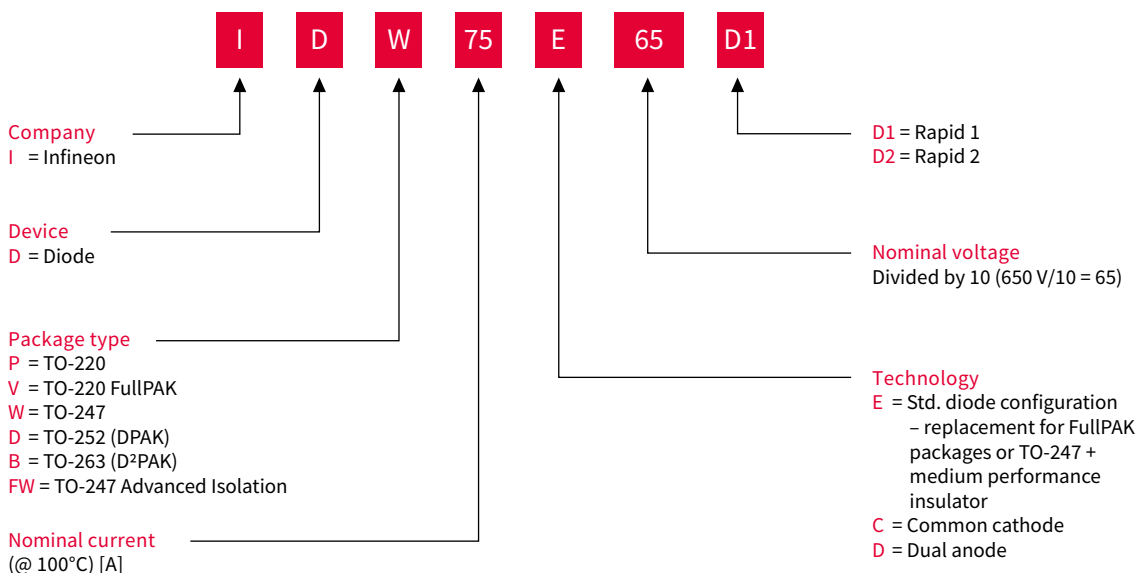 I D W 75 E 65 D1
Company
I = Infineon
Device
D = Diode
Package type
P = TO-220
V = TO-220 FullPAK
W = TO-247
D = TO-252 (DPAK)
B = TO-263 (D²PAK)
FW = TO-247 Advanced Isolation
Nominal current
(@ 100°C) [A]
D1 = Rapid 1
D2 = Rapid 2
Nominal voltage
Divided by 10 (650 V/10 = 65)
Technology
E = Std. diode configuration
– replacement for FullPAK
packages or TO-247 +
medium performance
insulator
C = Common cathode
D = Dual anode